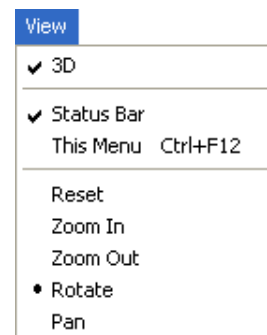 View
3D
Status Bar
This Menu Ctrl+F12
Reset
Zoom In
Zoom Out
Rotate
Pan